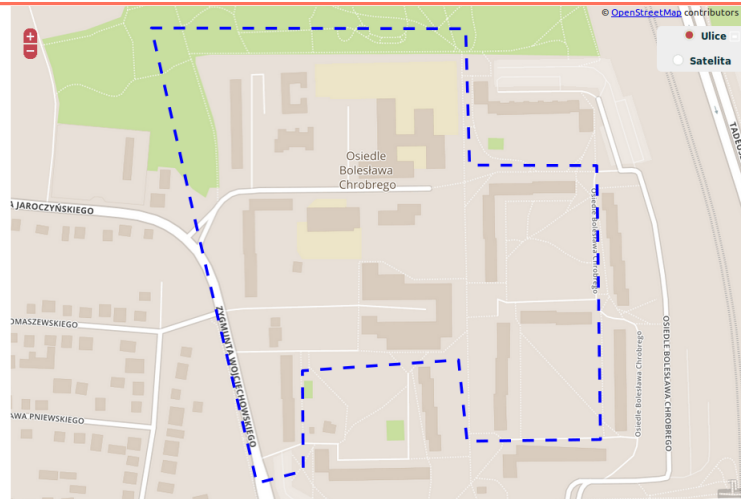 © OpenStreetMap contributors
Ulice
Satelita
Osiedle
Bolesława
Chrobrego
JAROCZYŃSKIEGO
ZYGMUNTA WOJCIECHOWSKIEGO
Osiedle Bolesława Chrobrego
OSIEDLE BOLESŁAWA CHROBREGO
Osiedle Bolesława Chrobrego
PNIEWSKIEGO